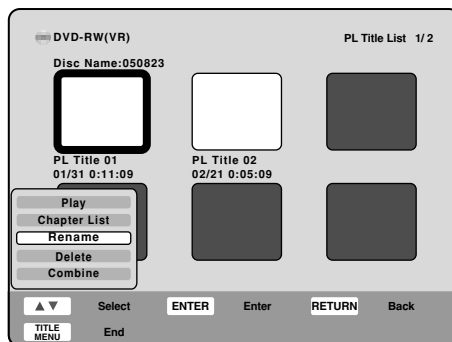 DVD-RW(VR) PL Title List 1/2
Disc Name:050823
PL Title 01 PL Title 02
01/31 0:11:09 02/21 0:05:09
Play
Chapter List
Rename
Delete
Combine
▲▼ Select ENTER Enter RETURN Back
TITLE MENU End